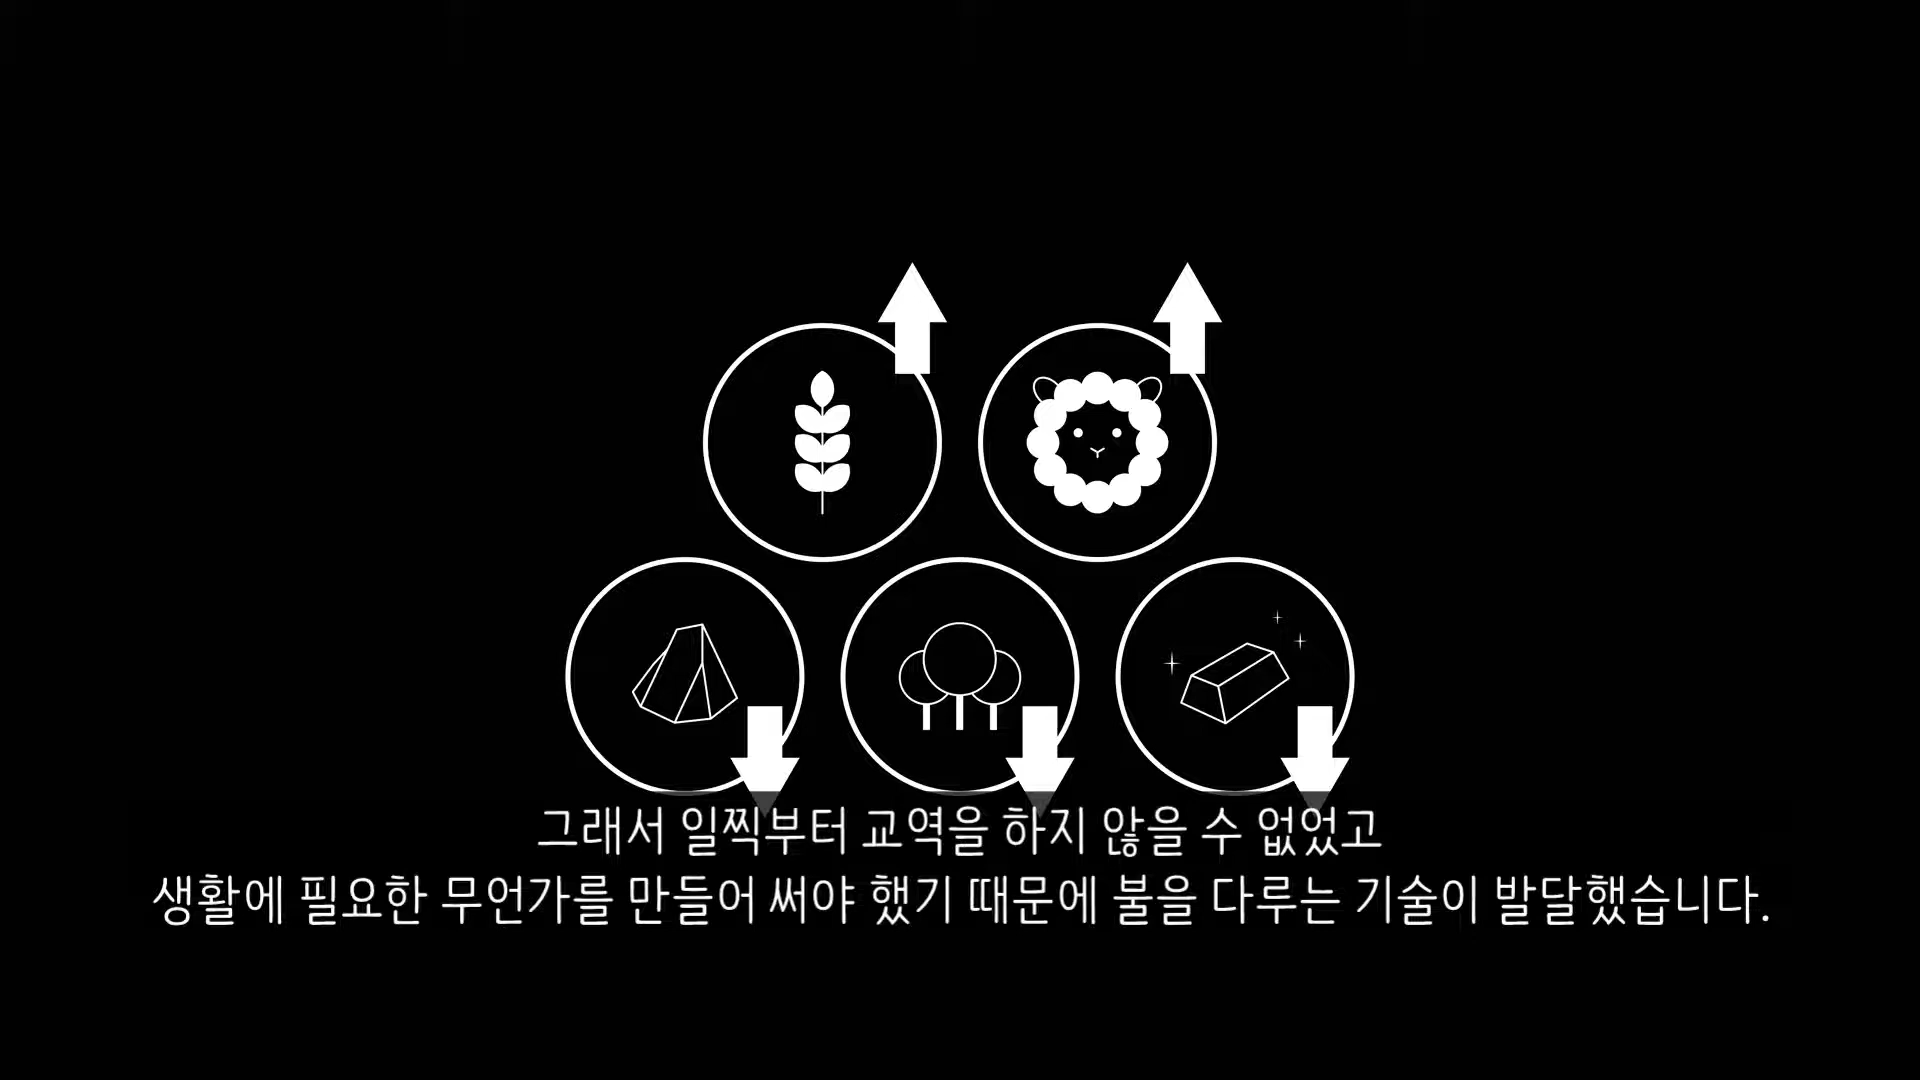 그래서 일찍부터 교역을 하지 않을 수 없었고
생활에 필요한 무언가를 만들어 써야 했기 때문에 불을 다루는 기술이 발달했습니다.